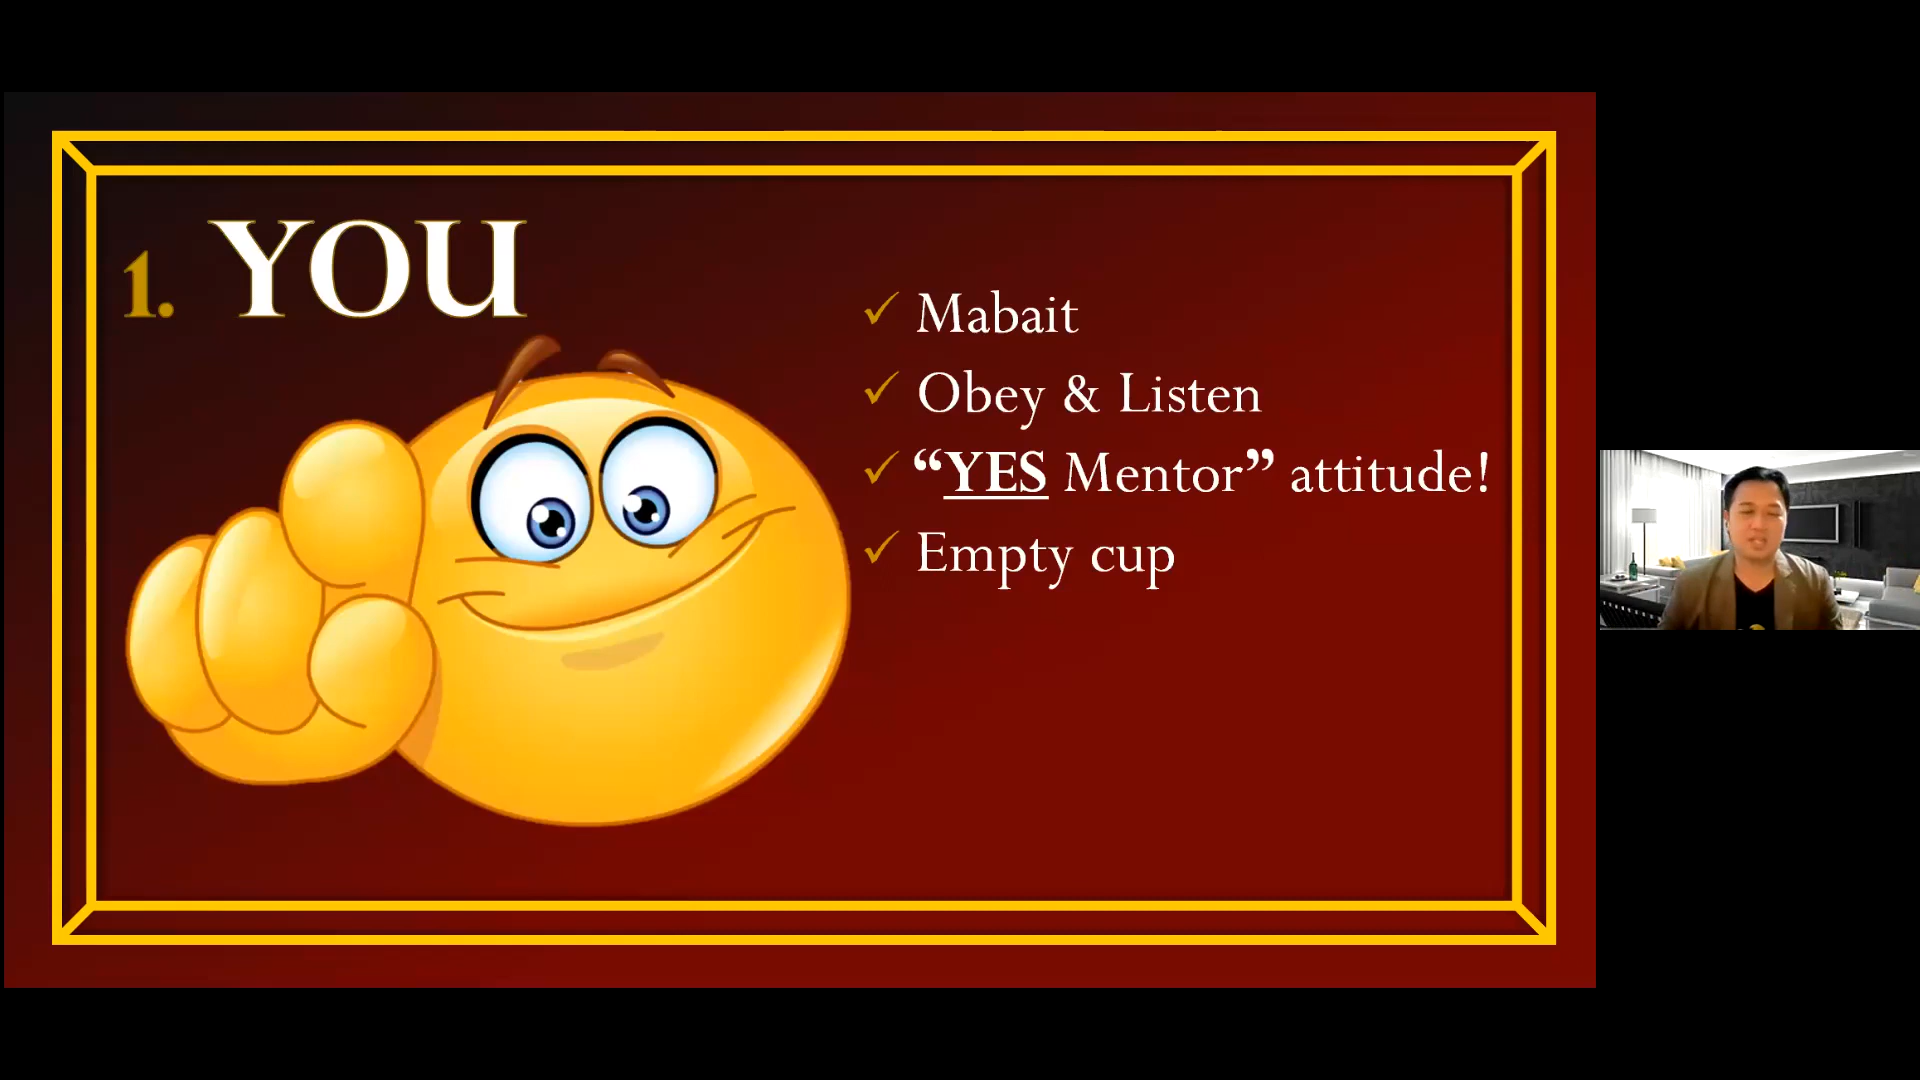 1. YOU
✓ Mabait
✓ Obey & Listen
✓ “YES Mentor” attitude!
✓ Empty cup